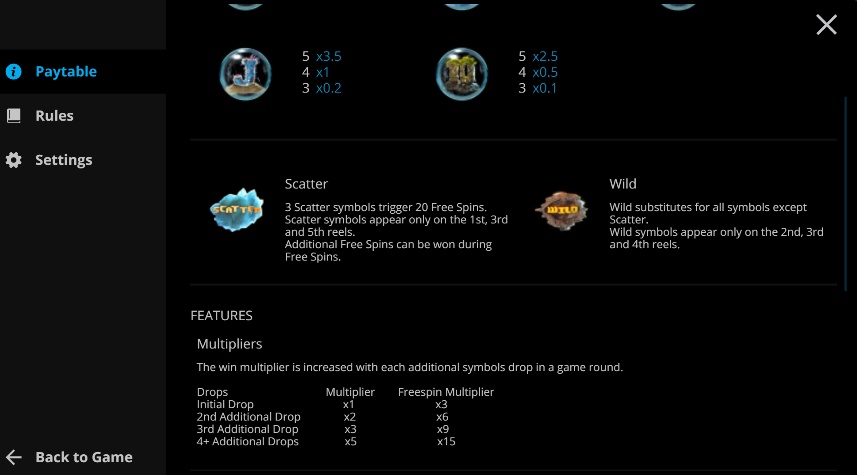 5 x3.5
4 x1
3 x0.2
5 x2.5
4 x0.5
3 x0.1
Paytable
Rules
Settings
Back to Game
J
10
SCATTER
Scatter
3 Scatter symbols trigger 20 Free Spins.
Scatter symbols appear only on the 1st, 3rd
and 5th reels.
Additional Free Spins can be won during
Free Spins.
WILD
Wild
Wild substitutes for all symbols except
Scatter.
Wild symbols appear only on the 2nd, 3rd
and 4th reels.
FEATURES
Multipliers
The win multiplier is increased with each additional symbols drop in a game round.
Drops Multiplier Freespin Multiplier
Initial Drop x1 x3
2nd Additional Drop x2 x6
3rd Additional Drop x3 x9
4+ Additional Drops x5 x15